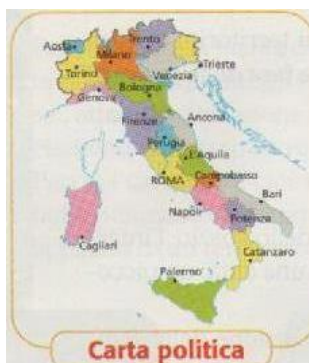 Aosta
Trento
Milano
Trieste
Torino
Venezia
Genova
Bologna
Firenze
Ancona
Perugia
L'Aquila
ROMA
Campobasso
Bari
Napoli
Potenza
Cagliari
Catanzaro
Palermo
Carta politica